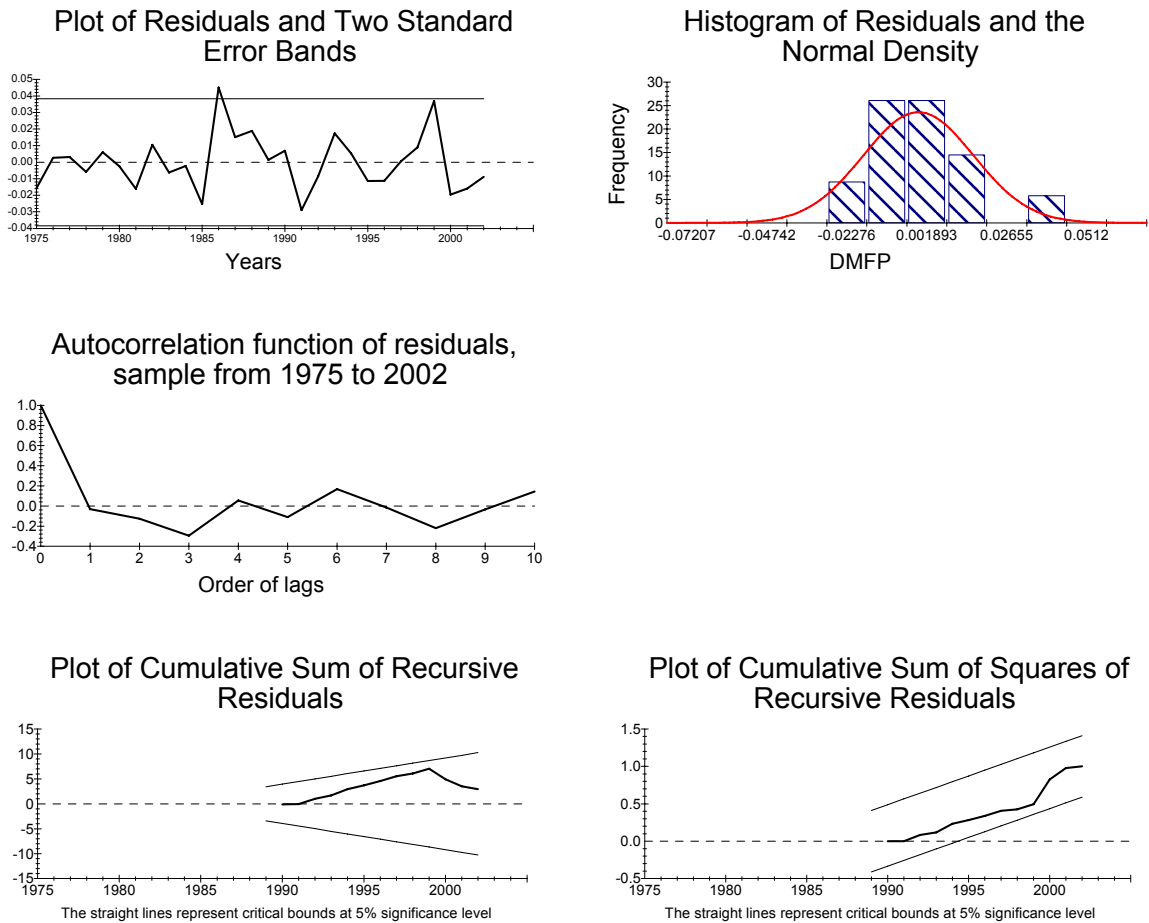 Plot of Residuals and Two Standard
Error Bands
0.05
0.04
0.03
0.02
0.01
0.00
-0.01
-0.02
-0.03
-0.04
1975 1980 1985 1990 1995 2000
Years
Histogram of Residuals and the
Normal Density
Frequency
30
25
20
15
10
5
0
-0.07207 -0.04742 -0.02276 0.001893 0.02655 0.0512
DMFP
Autocorrelation function of residuals,
sample from 1975 to 2002
1.0
0.8
0.6
0.4
0.2
0.0
-0.2
-0.4
0 1 2 3 4 5 6 7 8 9 10
Order of lags
Plot of Cumulative Sum of Recursive
Residuals
15
10
5
0
-5
-10
-15
1975 1980 1985 1990 1995 2000
The straight lines represent critical bounds at 5% significance level
Plot of Cumulative Sum of Squares of
Recursive Residuals
1.5
1.0
0.5
0.0
-0.5
1975 1980 1985 1990 1995 2000
The straight lines represent critical bounds at 5% significance level